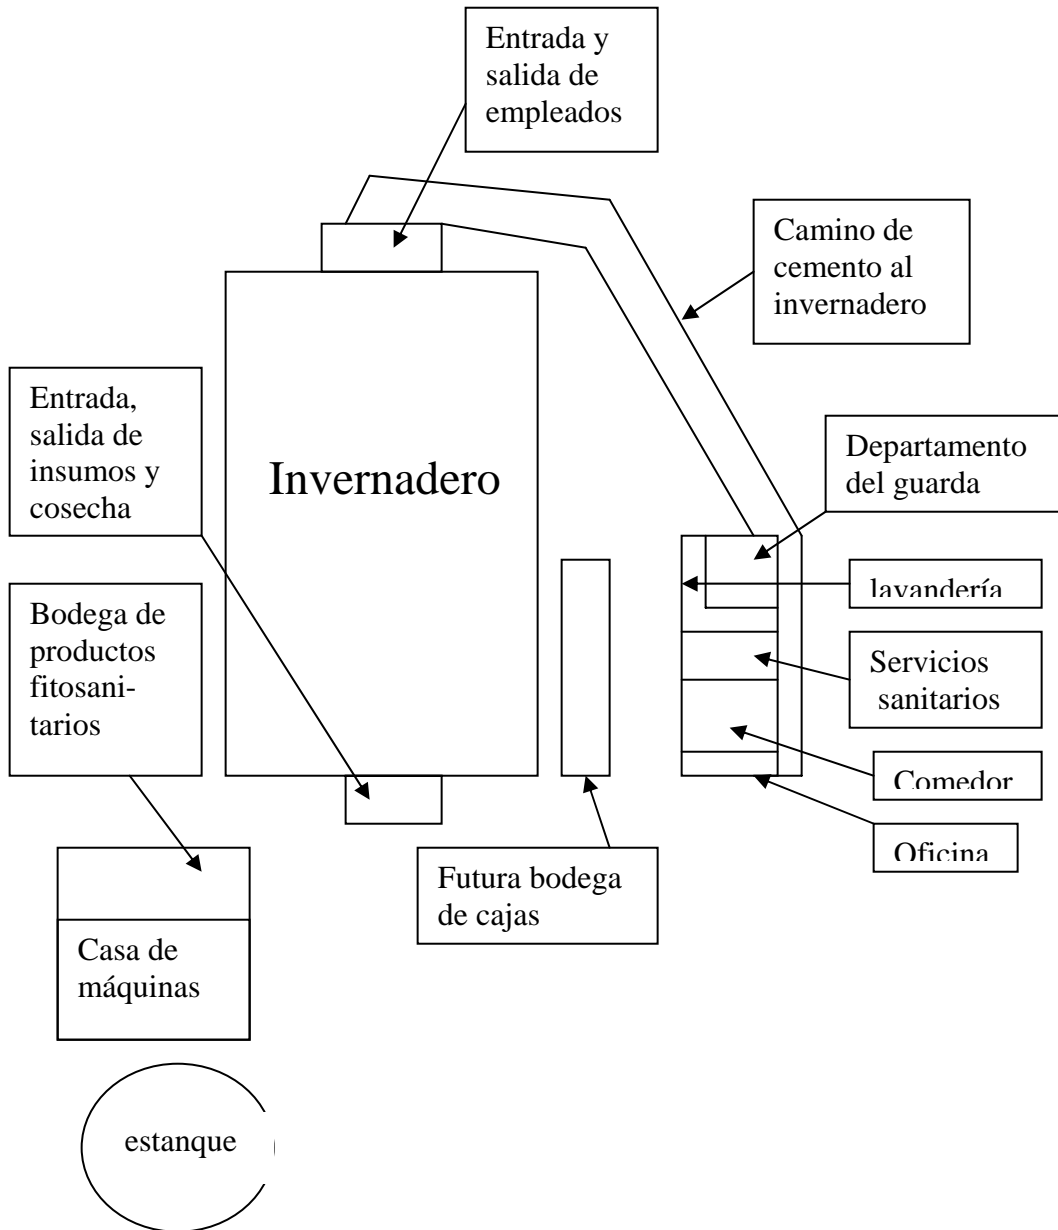 Entrada y
salida de
empleados
Camino de
cemento al
invernadero
Entrada,
salida de
insumos y
cosecha
Invernadero
Departamento
del guarda
lavandería
Bodega de
productos
fitosani-
tarios
Servicios
sanitarios
Comedor
Oficina
Futura bodega
de cajas
Casa de
máquinas
estanque